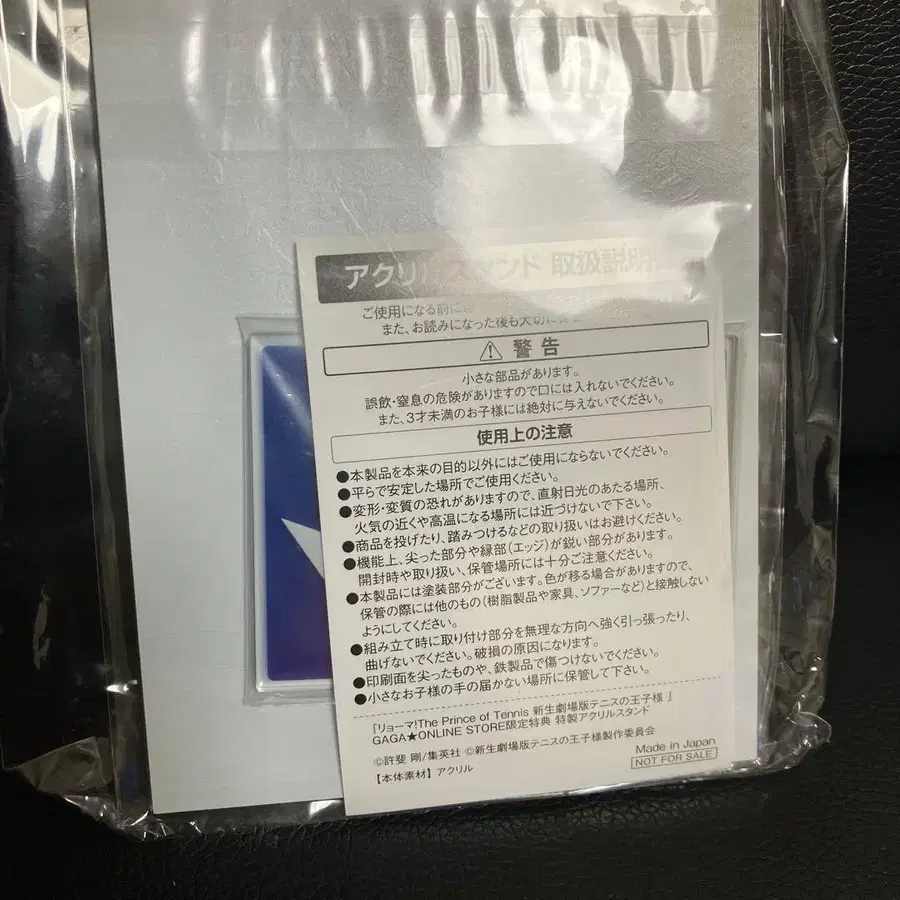 アクリルスタンド 取扱説明
ご使用になる前に
また、お読みになった後も大切に保
警告
小さな部品があります。
誤飲・窒息の危険がありますので口には入れないでください。
また、3才未満のお子様には絶対に与えないでください。
使用上の注意
●本製品を本来の目的以外にはご使用にならないでください。
●平らで安定した場所でご使用ください。
●変形・変質の恐れがありますので、直射日光のあたる場所、
火気の近くや高温になる場所には近づけないで下さい。
●商品を投げたり、踏みつけるなどの取り扱いはお避けください。
●機能上、尖った部分や縁部(エッジ)が鋭い部分があります。
開封時や取り扱い、保管場所には十分ご注意ください。
●本製品には塗装部分がございます。色が移る場合がありますので、
保管の際には他のもの(樹脂製品や家具、ソファーなど)と接触しない
ようにしてください。
●組み立て時に取り付け部分を無理な方向へ強く引っ張ったり、
曲げないでください。破損の原因になります。
●印刷面を尖ったものや、鉄製品で傷つけないでください。
●小さなお子様の手の届かない場所に保管して下さい。
『リョーマ!The Prince of Tennis 新生劇場版テニスの王子様 』
GAGA★ONLINE STORE限定特典 特製アクリルスタンド
©許斐 剛/集英社 ©新生劇場版テニスの王子様製作委員会
【本体素材】アクリル
Made in Japan
NOT FOR SALE